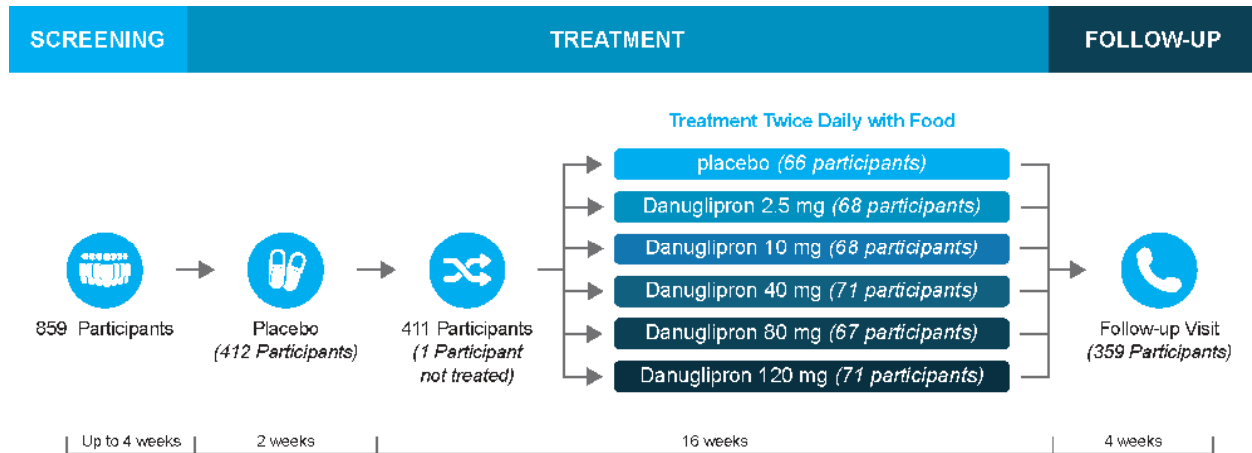 SCREENING
TREATMENT
FOLLOW-UP
Treatment Twice Daily with Food
placebo (66 participants)
Danuglipron 2.5 mg (68 participants)
Danuglipron 10 mg (68 participants)
Danuglipron 40 mg (71 participants)
Danuglipron 80 mg (67 participants)
Danuglipron 120 mg (71 participants)
859 Participants
Placebo
(412 Participants)
411 Participants
(1 Participant
not treated)
Follow-up Visit
(359 Participants)
Up to 4 weeks
2 weeks
16 weeks
4 weeks